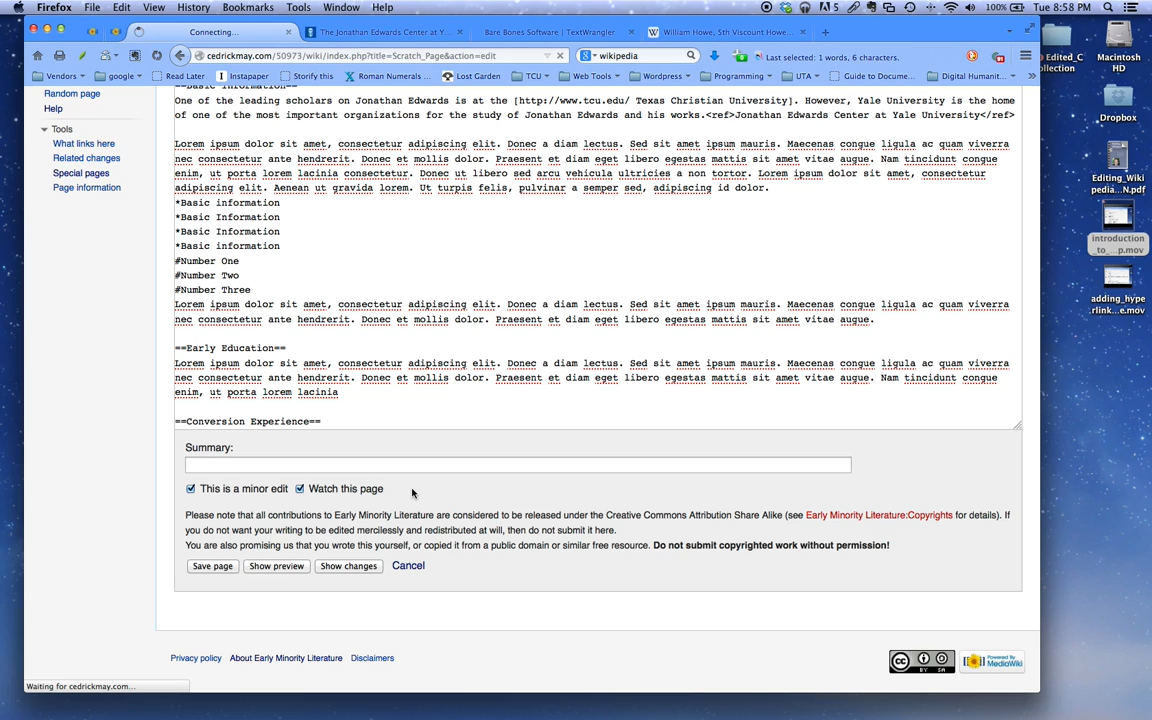 Firefox File Edit View History Bookmarks Tools Window Help 5 100% Tue 8:58 PM
Connecting... The Jonathan Edwards Center at Y... Bare Bones Software | TextWrangler William Howe, 5th Viscount Howe...
cedrickmay.com/50973/wiki/index.php?title=Scratch_Page&action=edit wikipedia Last selected: 1 words, 6 characters.
Vendors google Read Later Instapaper Storify this Roman Numerals ... Lost Garden TCU Web Tools Wordpress Programming UTA Guide to Docume... Digital Humanit...
Random page
Help
Tools
What links here
Related changes
Special pages
Page information
==Basic Information==
One of the leading scholars on Jonathan Edwards is at the [http://www.tcu.edu/ Texas Christian University]. However, Yale University is the home
of one of the most important organizations for the study of Jonathan Edwards and his works.<ref>Jonathan Edwards Center at Yale University</ref>
Lorem ipsum dolor sit amet, consectetur adipiscing elit. Donec a diam lectus. Sed sit amet ipsum mauris. Maecenas congue ligula ac quam viverra
nec consectetur ante hendrerit. Donec et mollis dolor. Praesent et diam eget libero egestas mattis sit amet vitae augue. Nam tincidunt congue
enim, ut porta lorem lacinia consectetur. Donec ut libero sed arcu vehicula ultricies a non tortor. Lorem ipsum dolor sit amet, consectetur
adipiscing elit. Aenean ut gravida lorem. Ut turpis felis, pulvinar a semper sed, adipiscing id dolor.
*Basic information
*Basic Information
*Basic Information
*Basic information
#Number One
#Number Two
#Number Three
Lorem ipsum dolor sit amet, consectetur adipiscing elit. Donec a diam lectus. Sed sit amet ipsum mauris. Maecenas congue ligula ac quam viverra
nec consectetur ante hendrerit. Donec et mollis dolor. Praesent et diam eget libero egestas mattis sit amet vitae augue.
==Early Education==
Lorem ipsum dolor sit amet, consectetur adipiscing elit. Donec a diam lectus. Sed sit amet ipsum mauris. Maecenas congue ligula ac quam viverra
nec consectetur ante hendrerit. Donec et mollis dolor. Praesent et diam eget libero egestas mattis sit amet vitae augue. Nam tincidunt congue
enim, ut porta lorem lacinia
==Conversion Experience==
Summary:
This is a minor edit Watch this page
Please note that all contributions to Early Minority Literature are considered to be released under the Creative Commons Attribution Share Alike (see Early Minority Literature:Copyrights for details). If
you do not want your writing to be edited mercilessly and redistributed at will, then do not submit it here.
You are also promising us that you wrote this yourself, or copied it from a public domain or similar free resource. Do not submit copyrighted work without permission!
Save page Show preview Show changes Cancel
Privacy policy About Early Minority Literature Disclaimers
BY SA
Powered By
MediaWiki
Waiting for cedrickmay.com...
Edited_C
ollection
Macintosh
HD
Dropbox
Editing_Wiki
pedia...N.pdf
introduction
_to_...p.mov
adding_hype
rlink...e.mov